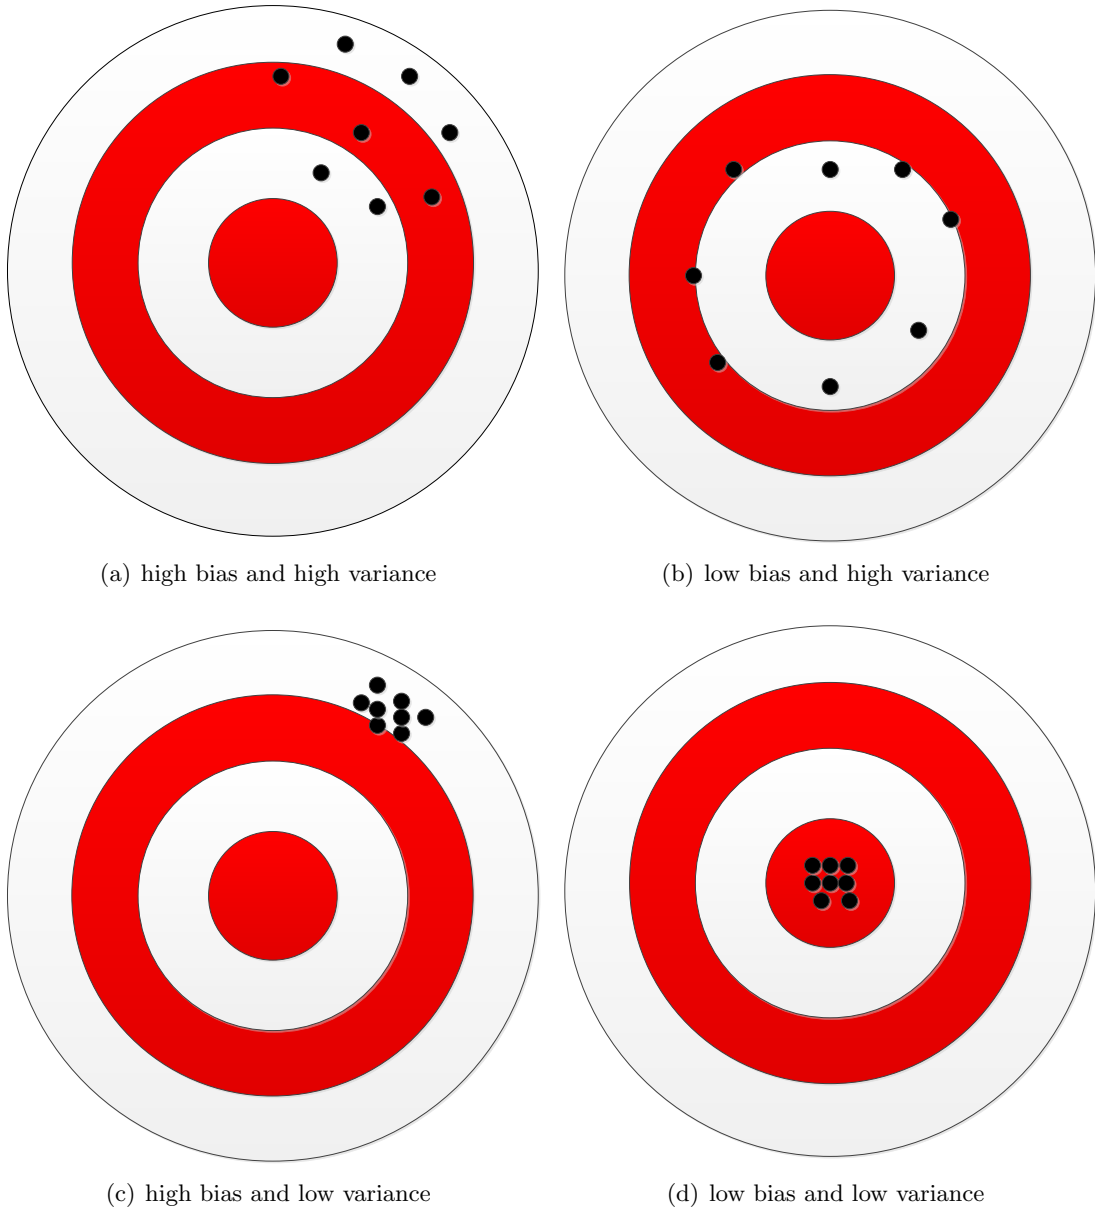 (a) high bias and high variance
(b) low bias and high variance
(c) high bias and low variance
(d) low bias and low variance